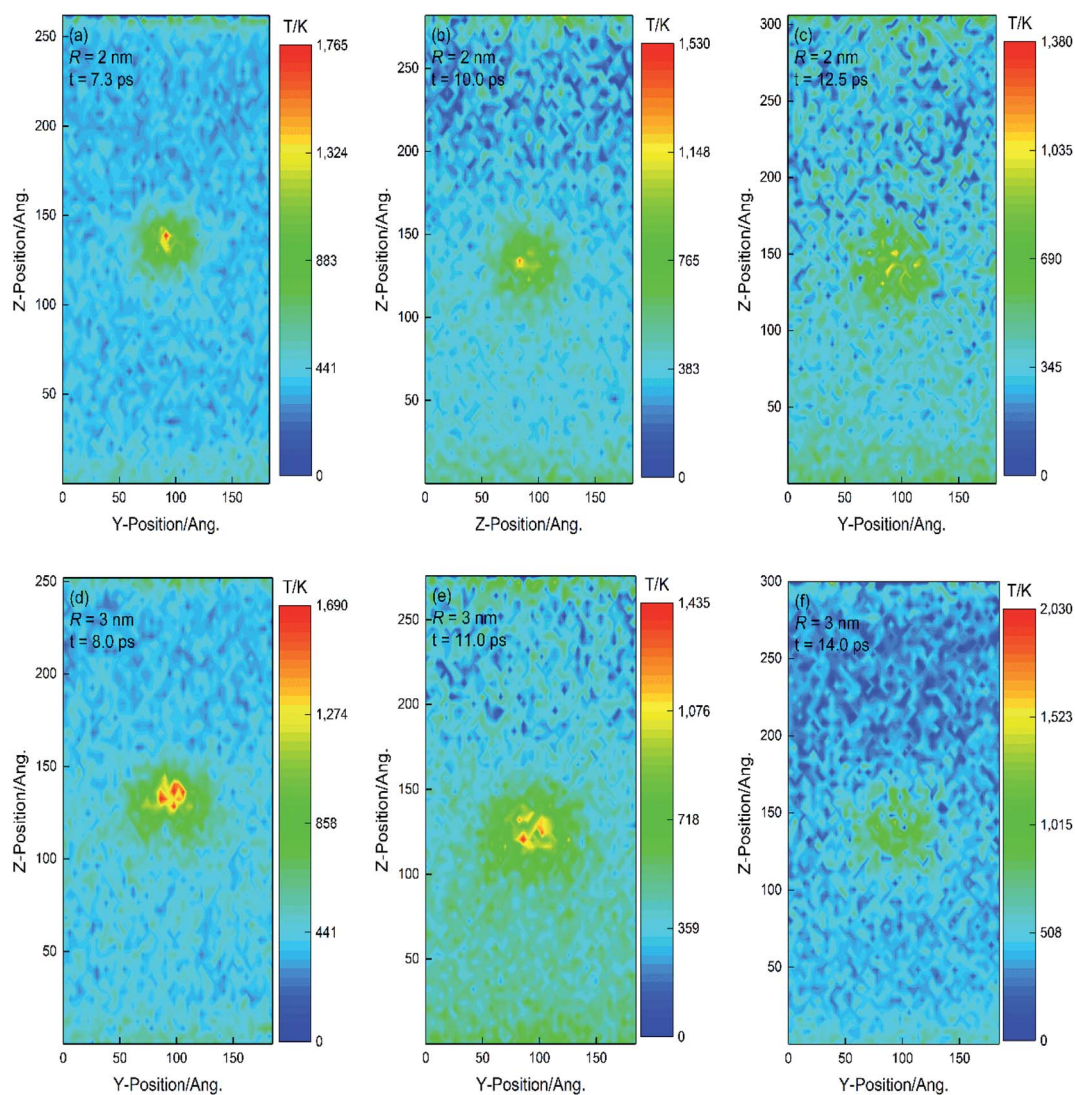 (a)
R = 2 nm
t = 7.3 ps
T/K
1,765
1,324
883
441
0
250
200
150
100
50
0
50
100
150
Z-Position/Ang.
Y-Position/Ang.
(b)
R = 2 nm
t = 10.0 ps
T/K
1,530
1,148
765
383
0
250
200
150
100
50
0
50
100
150
Z-Position/Ang.
Z-Position/Ang.
(c)
R = 2 nm
t = 12.5 ps
T/K
1,380
1,035
690
345
0
300
250
200
150
100
50
0
50
100
150
Z-Position/Ang.
Y-Position/Ang.
(d)
R = 3 nm
t = 8.0 ps
T/K
1,690
1,274
858
441
0
250
200
150
100
50
0
50
100
150
Z-Position/Ang.
Y-Position/Ang.
(e)
R = 3 nm
t = 11.0 ps
T/K
1,435
1,076
718
359
0
250
200
150
100
50
0
50
100
150
Z-Position/Ang.
Y-Position/Ang.
(f)
R = 3 nm
t = 14.0 ps
T/K
2,030
1,523
1,015
508
0
300
250
200
150
100
50
0
50
100
150
Z-Position/Ang.
Y-Position/Ang.